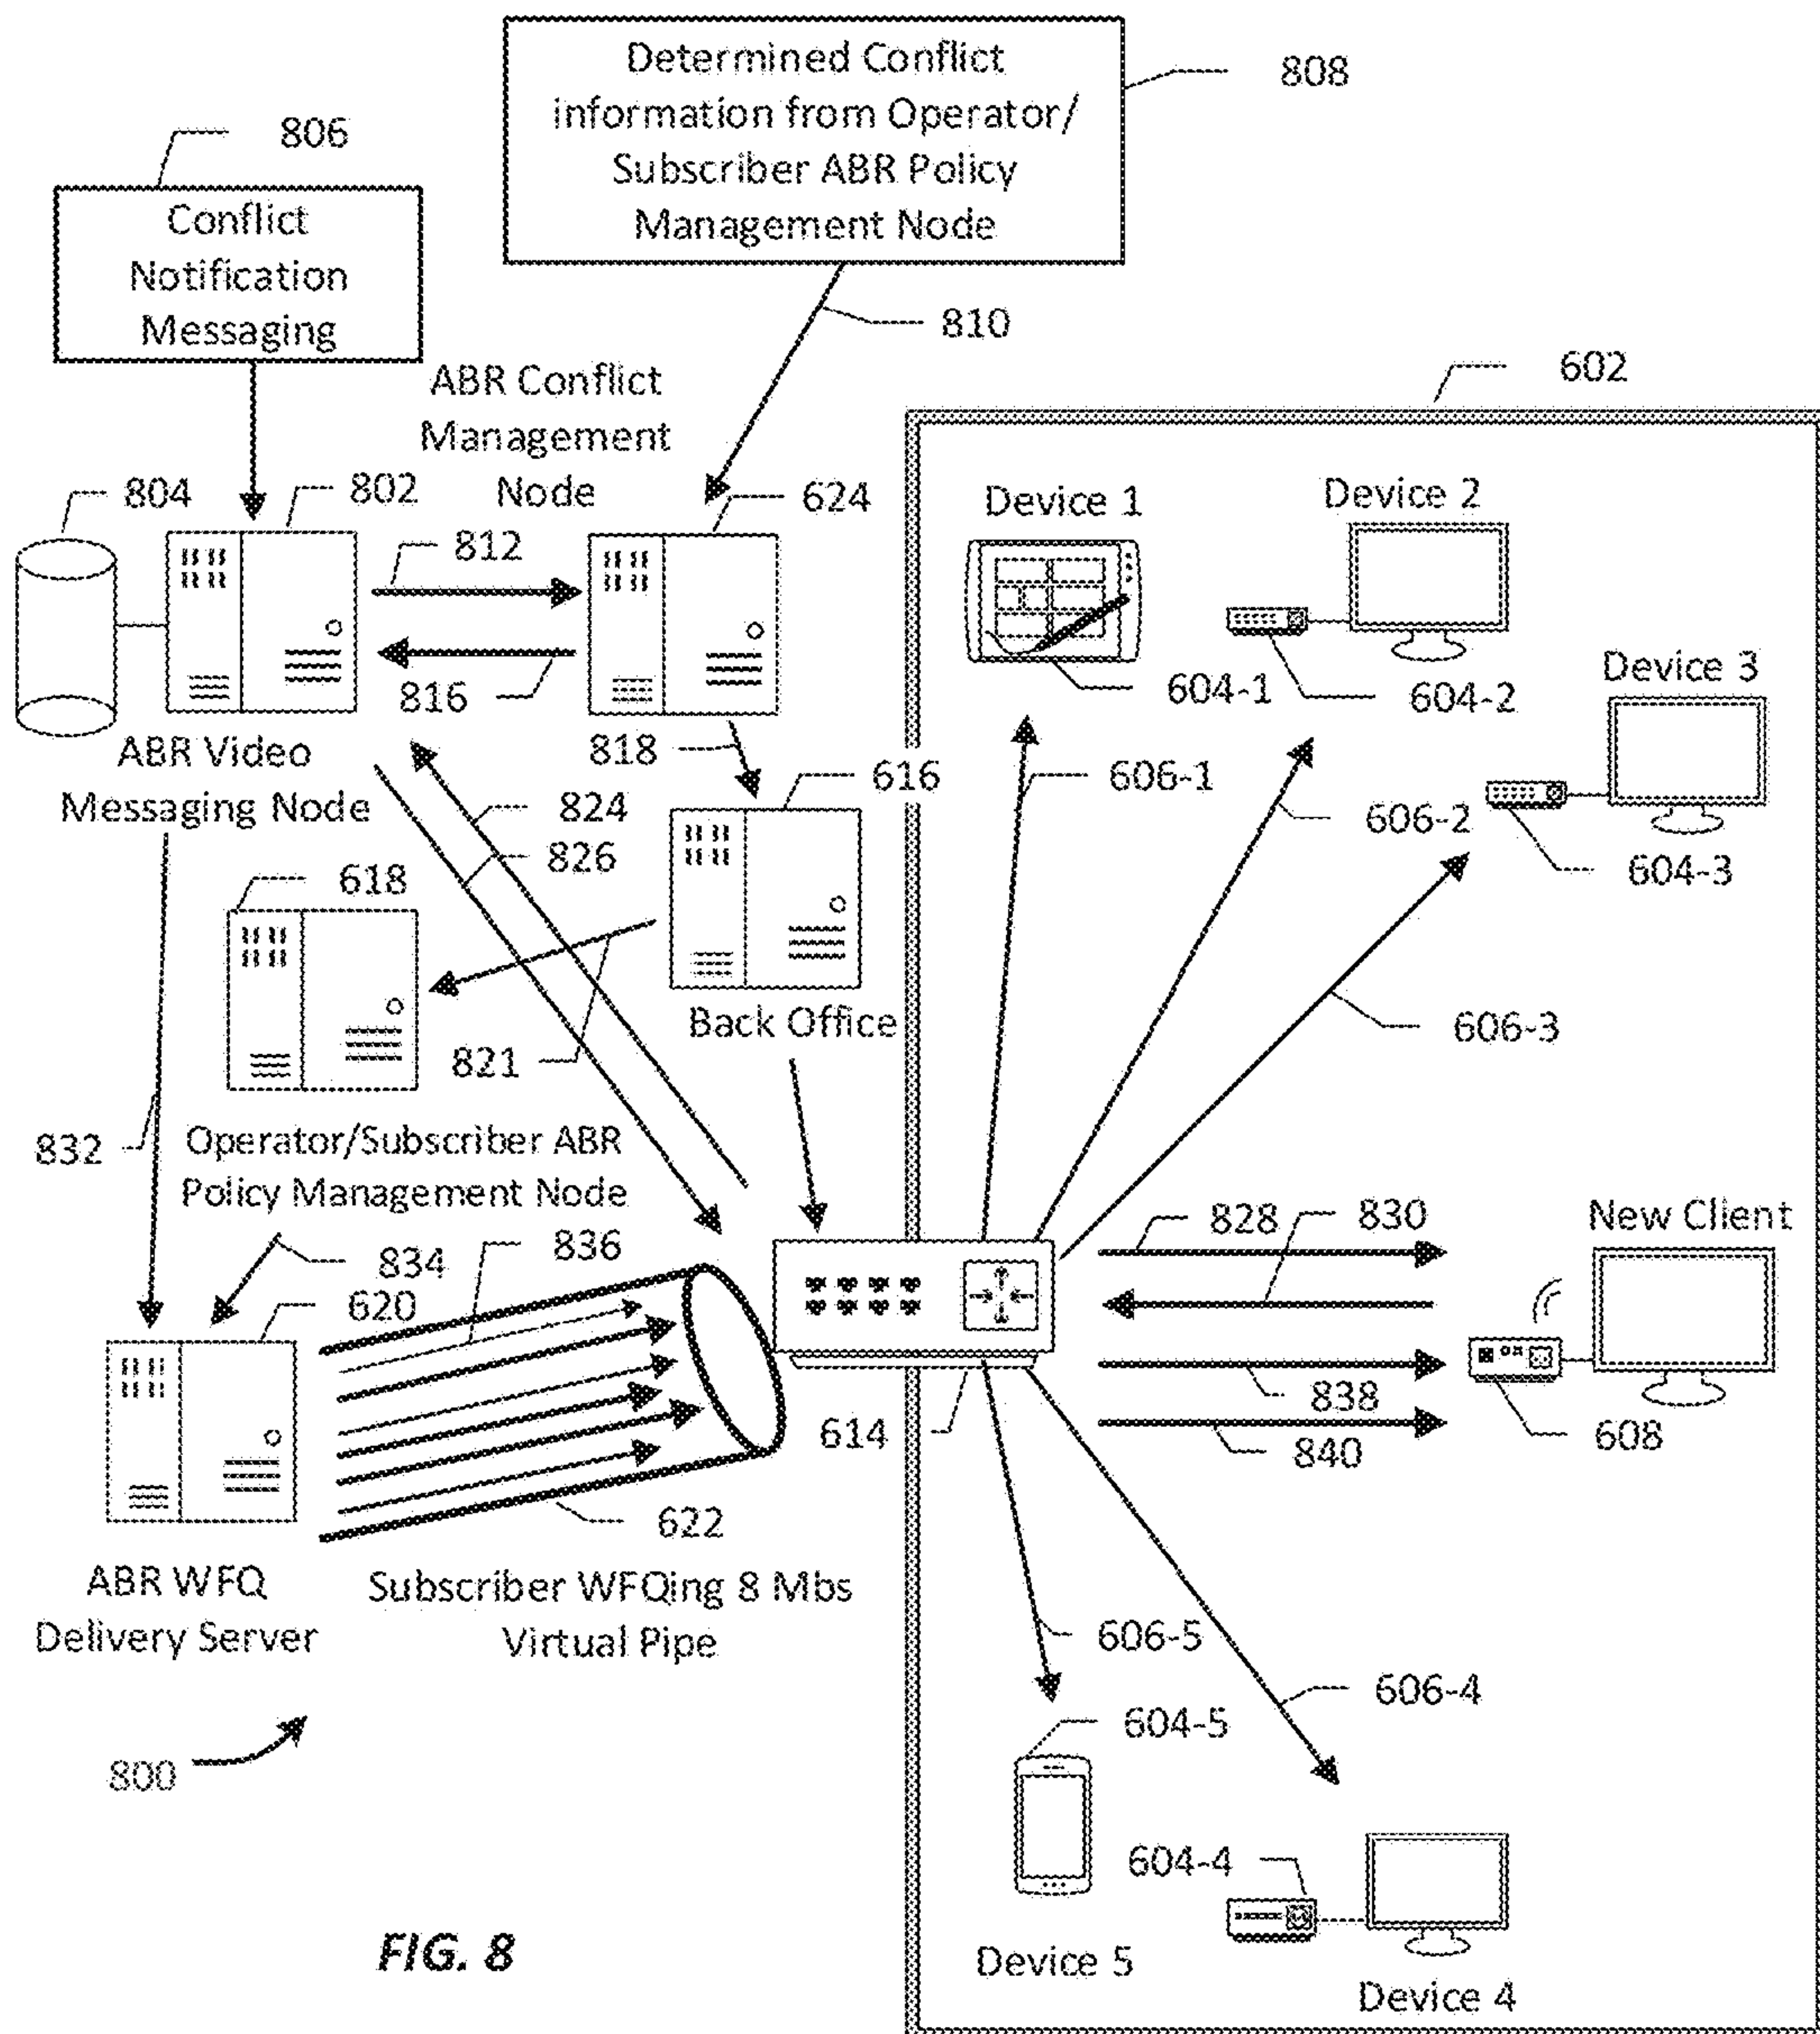 Determined Conflict
information from Operator/
Subscriber ABR Policy
Management Node
808
806
Conflict
Notification
Messaging
810
ABR Conflict
Management
Node
602
804
802
624
812
816
818
ABR Video
Messaging Node
Device 1
604-1
Device 2
604-2
Device 3
604-3
606-1
606-2
606-3
616
824
826
618
821
Back Office
832
Operator/Subscriber ABR
Policy Management Node
834
836
620
828
830
New Client
838
840
608
614
622
ABR WFQ
Delivery Server
Subscriber WFQing 8 Mbs
Virtual Pipe
606-5
606-4
604-5
604-4
800
Device 5
Device 4
FIG. 8